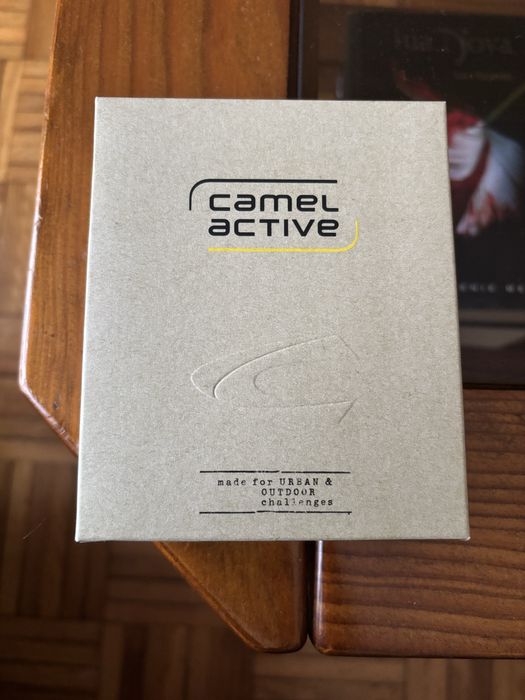 camel
active
made for URBAN &
OUTDOOR
challenges